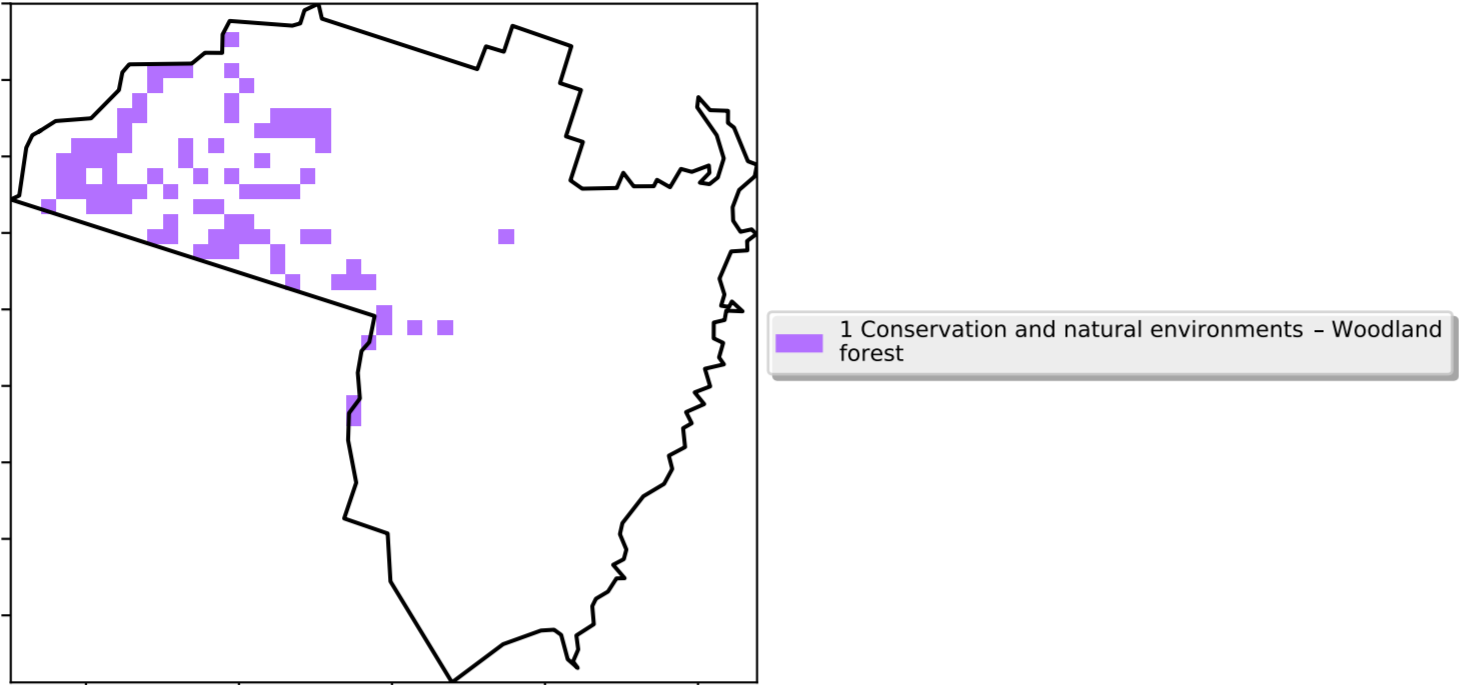 1 Conservation and natural environments – Woodland
forest